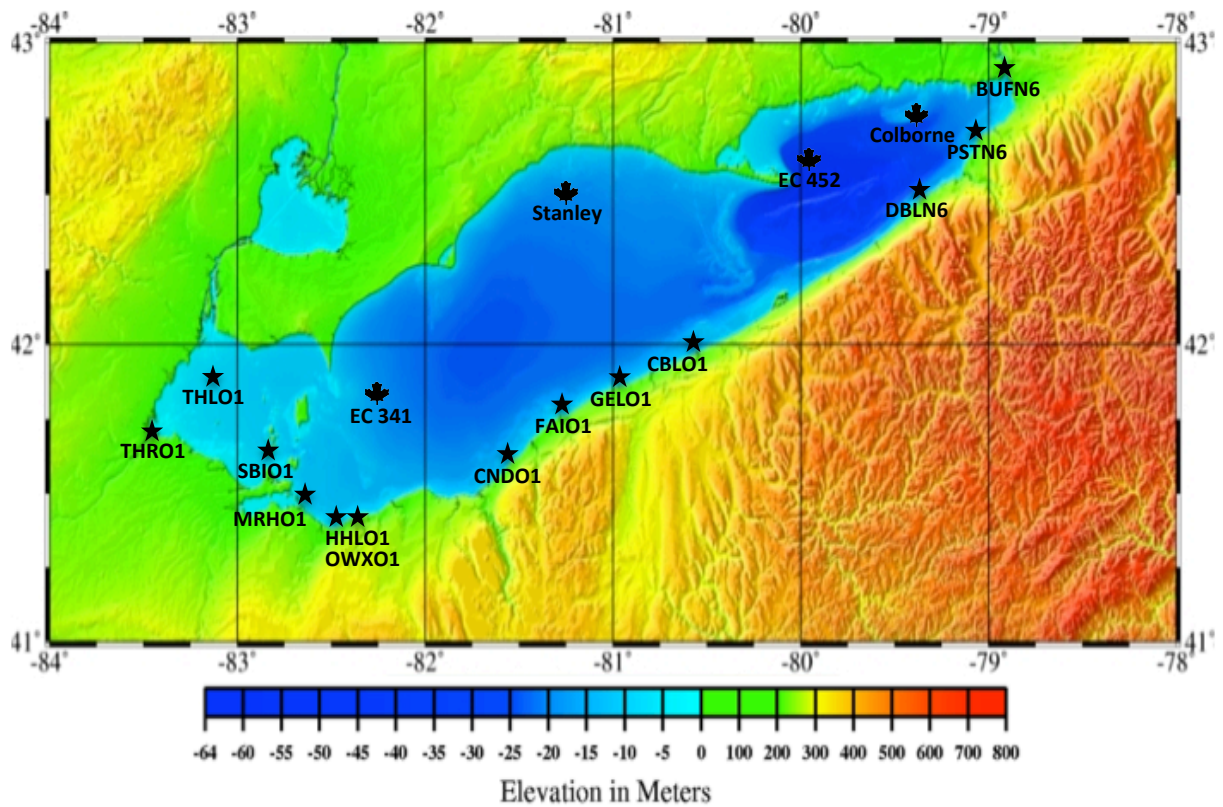 -84 -83˚ -82˚ -81˚ -80˚ -79˚ -78˚
43˚ 43˚
BUFN6
Colborne
PSTN6
EC 452
DBLN6
Stanley
42˚ 42˚
CBLO1
THLO1
GELO1
EC 341
FAIO1
THRO1
SBIO1
CNDO1
MRHO1
HHLO1
OWXO1
41˚ 41˚
-84 -83˚ -82˚ -81˚ -80˚ -79˚ -78˚
-64 -60 -55 -50 -45 -40 -35 -30 -25 -20 -15 -10 -5 0 100 200 300 400 500 600 700 800
Elevation in Meters